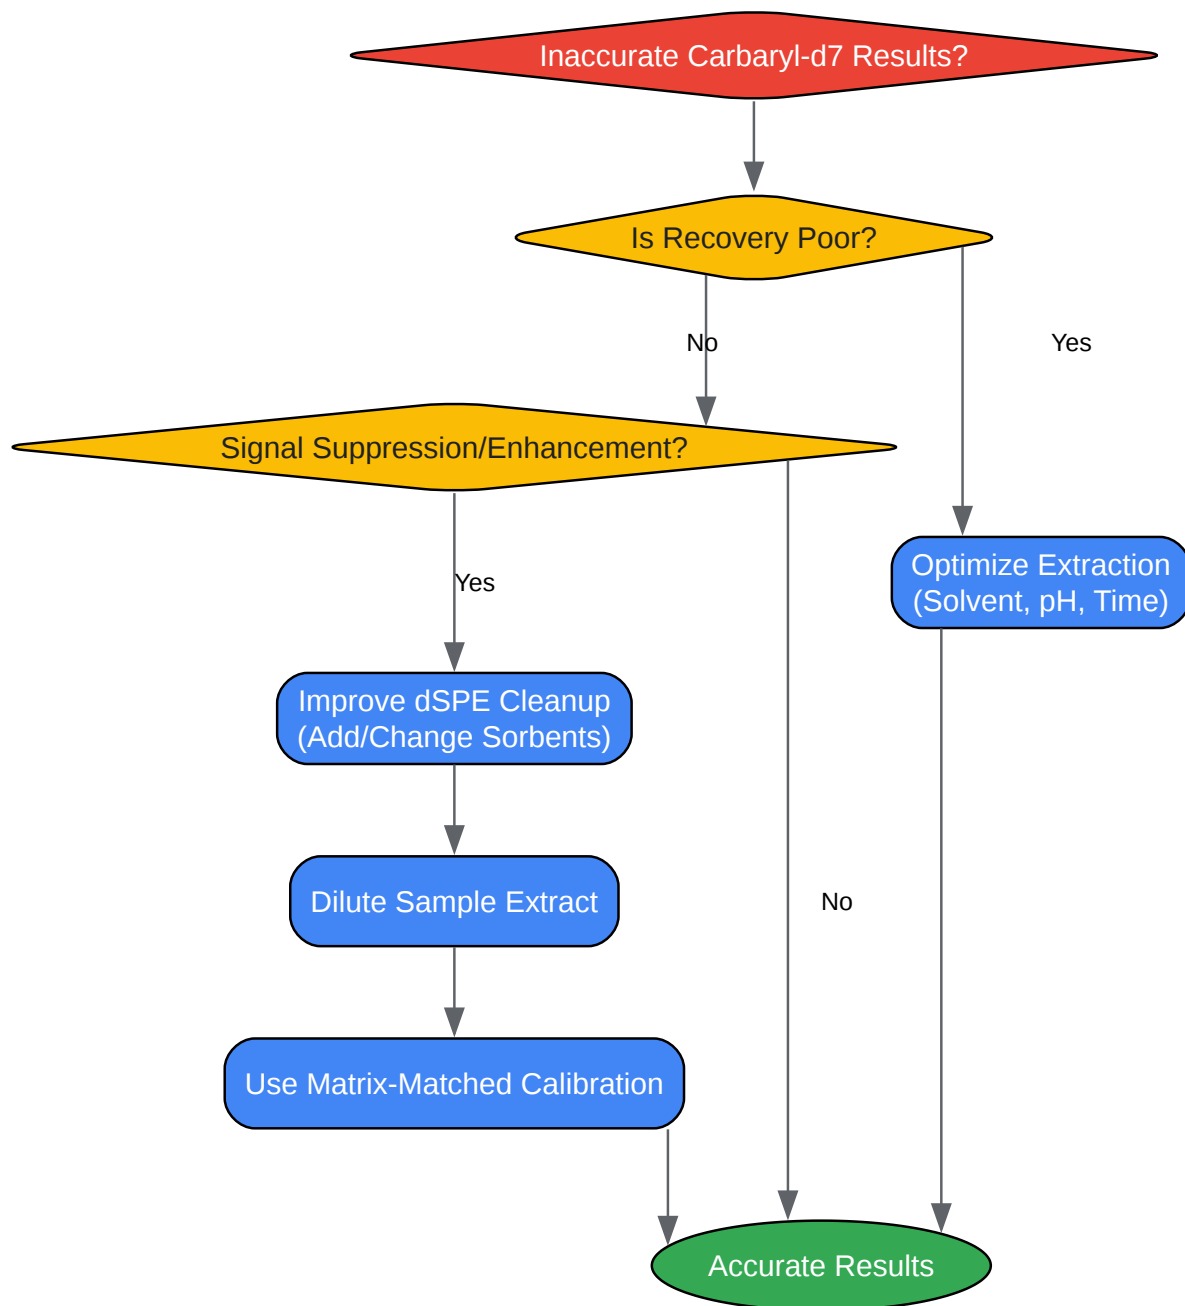 Inaccurate Carbaryl-d7 Results?
Is Recovery Poor?
No
Yes
Signal Suppression/Enhancement?
Optimize Extraction
(Solvent, pH, Time)
Yes
Improve dSPE Cleanup
(Add/Change Sorbents)
Dilute Sample Extract
No
Use Matrix-Matched Calibration
Accurate Results